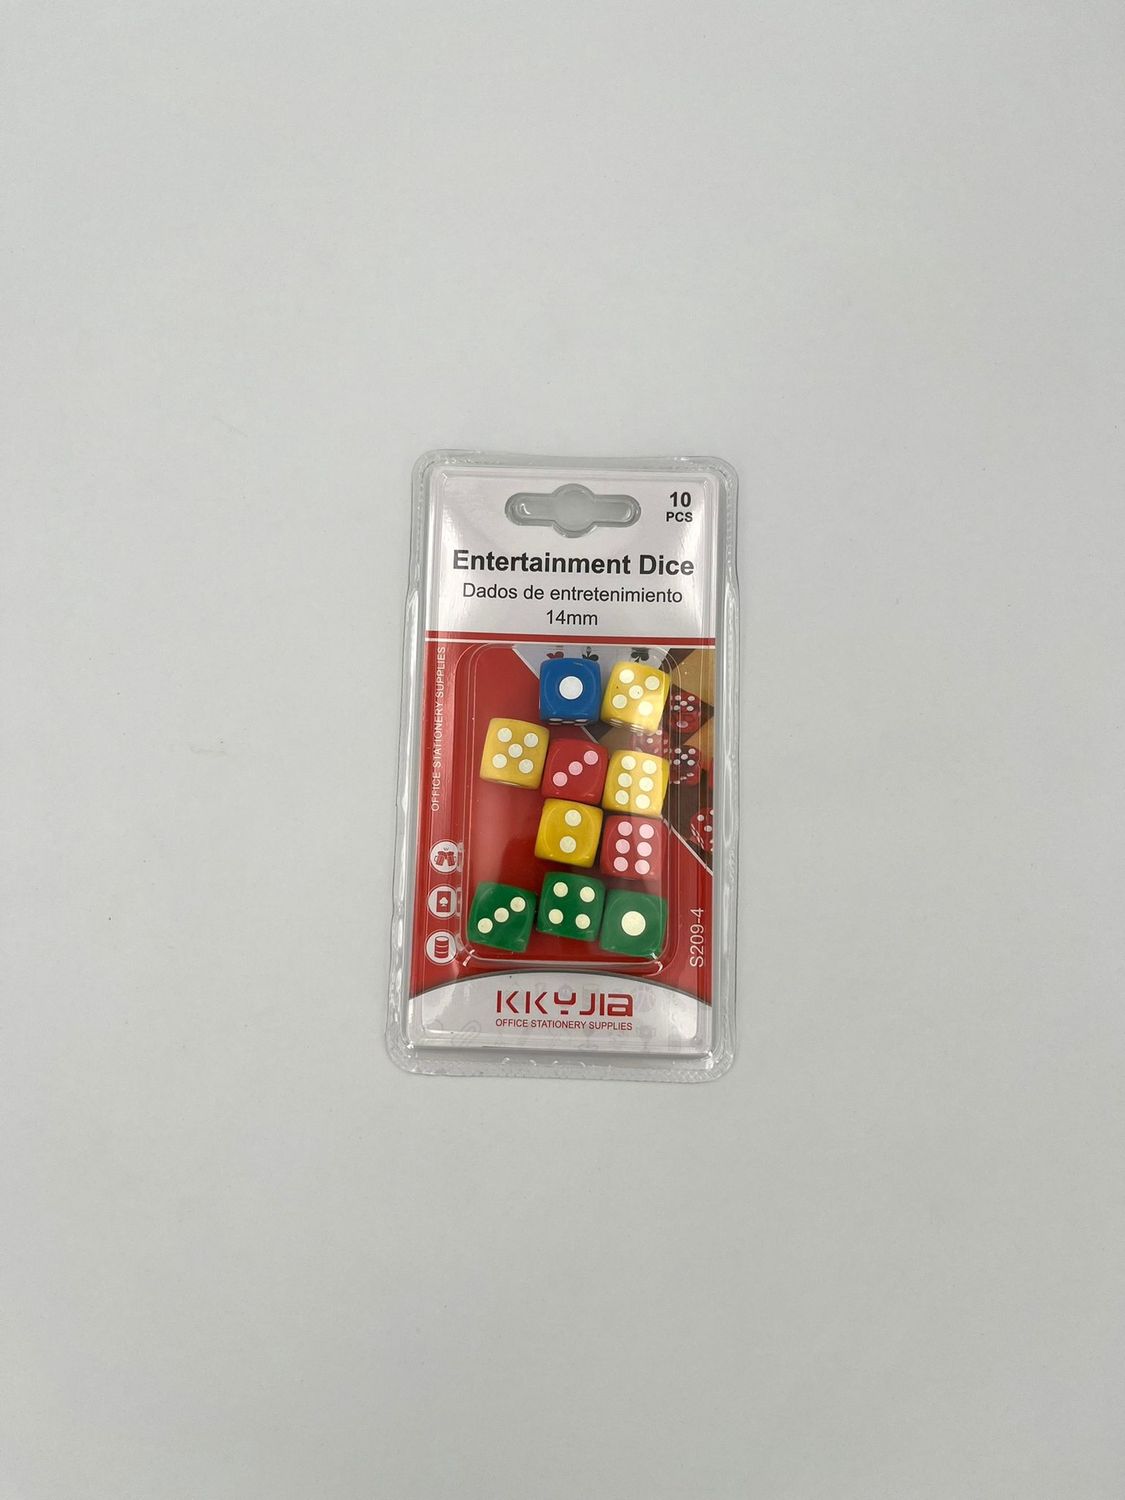 10
PCS
Entertainment Dice
Dados de entretenimiento
14mm
OFFICE STATIONERY SUPPLIES
S209-4
KKYJIA
OFFICE STATIONERY SUPPLIES